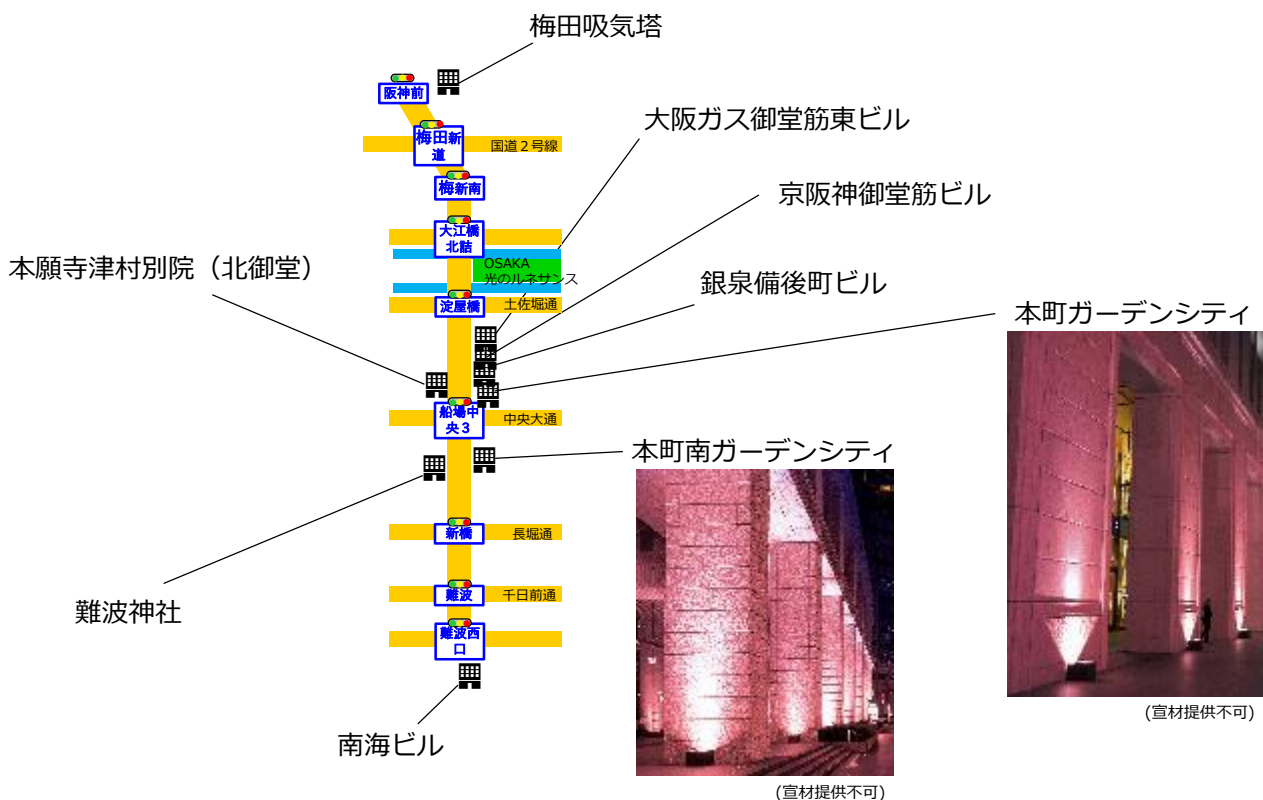 梅田吸気塔
阪神前
大阪ガス御堂筋東ビル
梅田新
道
国道２号線
梅新南
京阪神御堂筋ビル
大江橋
北詰
本願寺津村別院（北御堂）
OSAKA
光のルネサンス
銀泉備後町ビル
淀屋橋
土佐堀通
本町ガーデンシティ
船場中
央３
中央大通
本町南ガーデンシティ
新橋
長堀通
難波神社
難波
千日前通
難波西
口
(宣材提供不可)
南海ビル
(宣材提供不可)